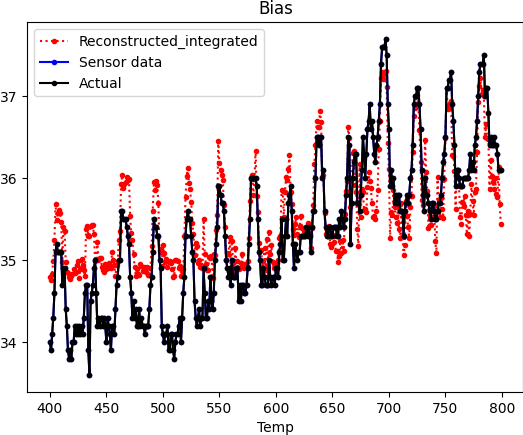 Bias
Reconstructed_integrated
Sensor data
Actual
37
36
35
34
400 450 500 550 600 650 700 750 800
Temp